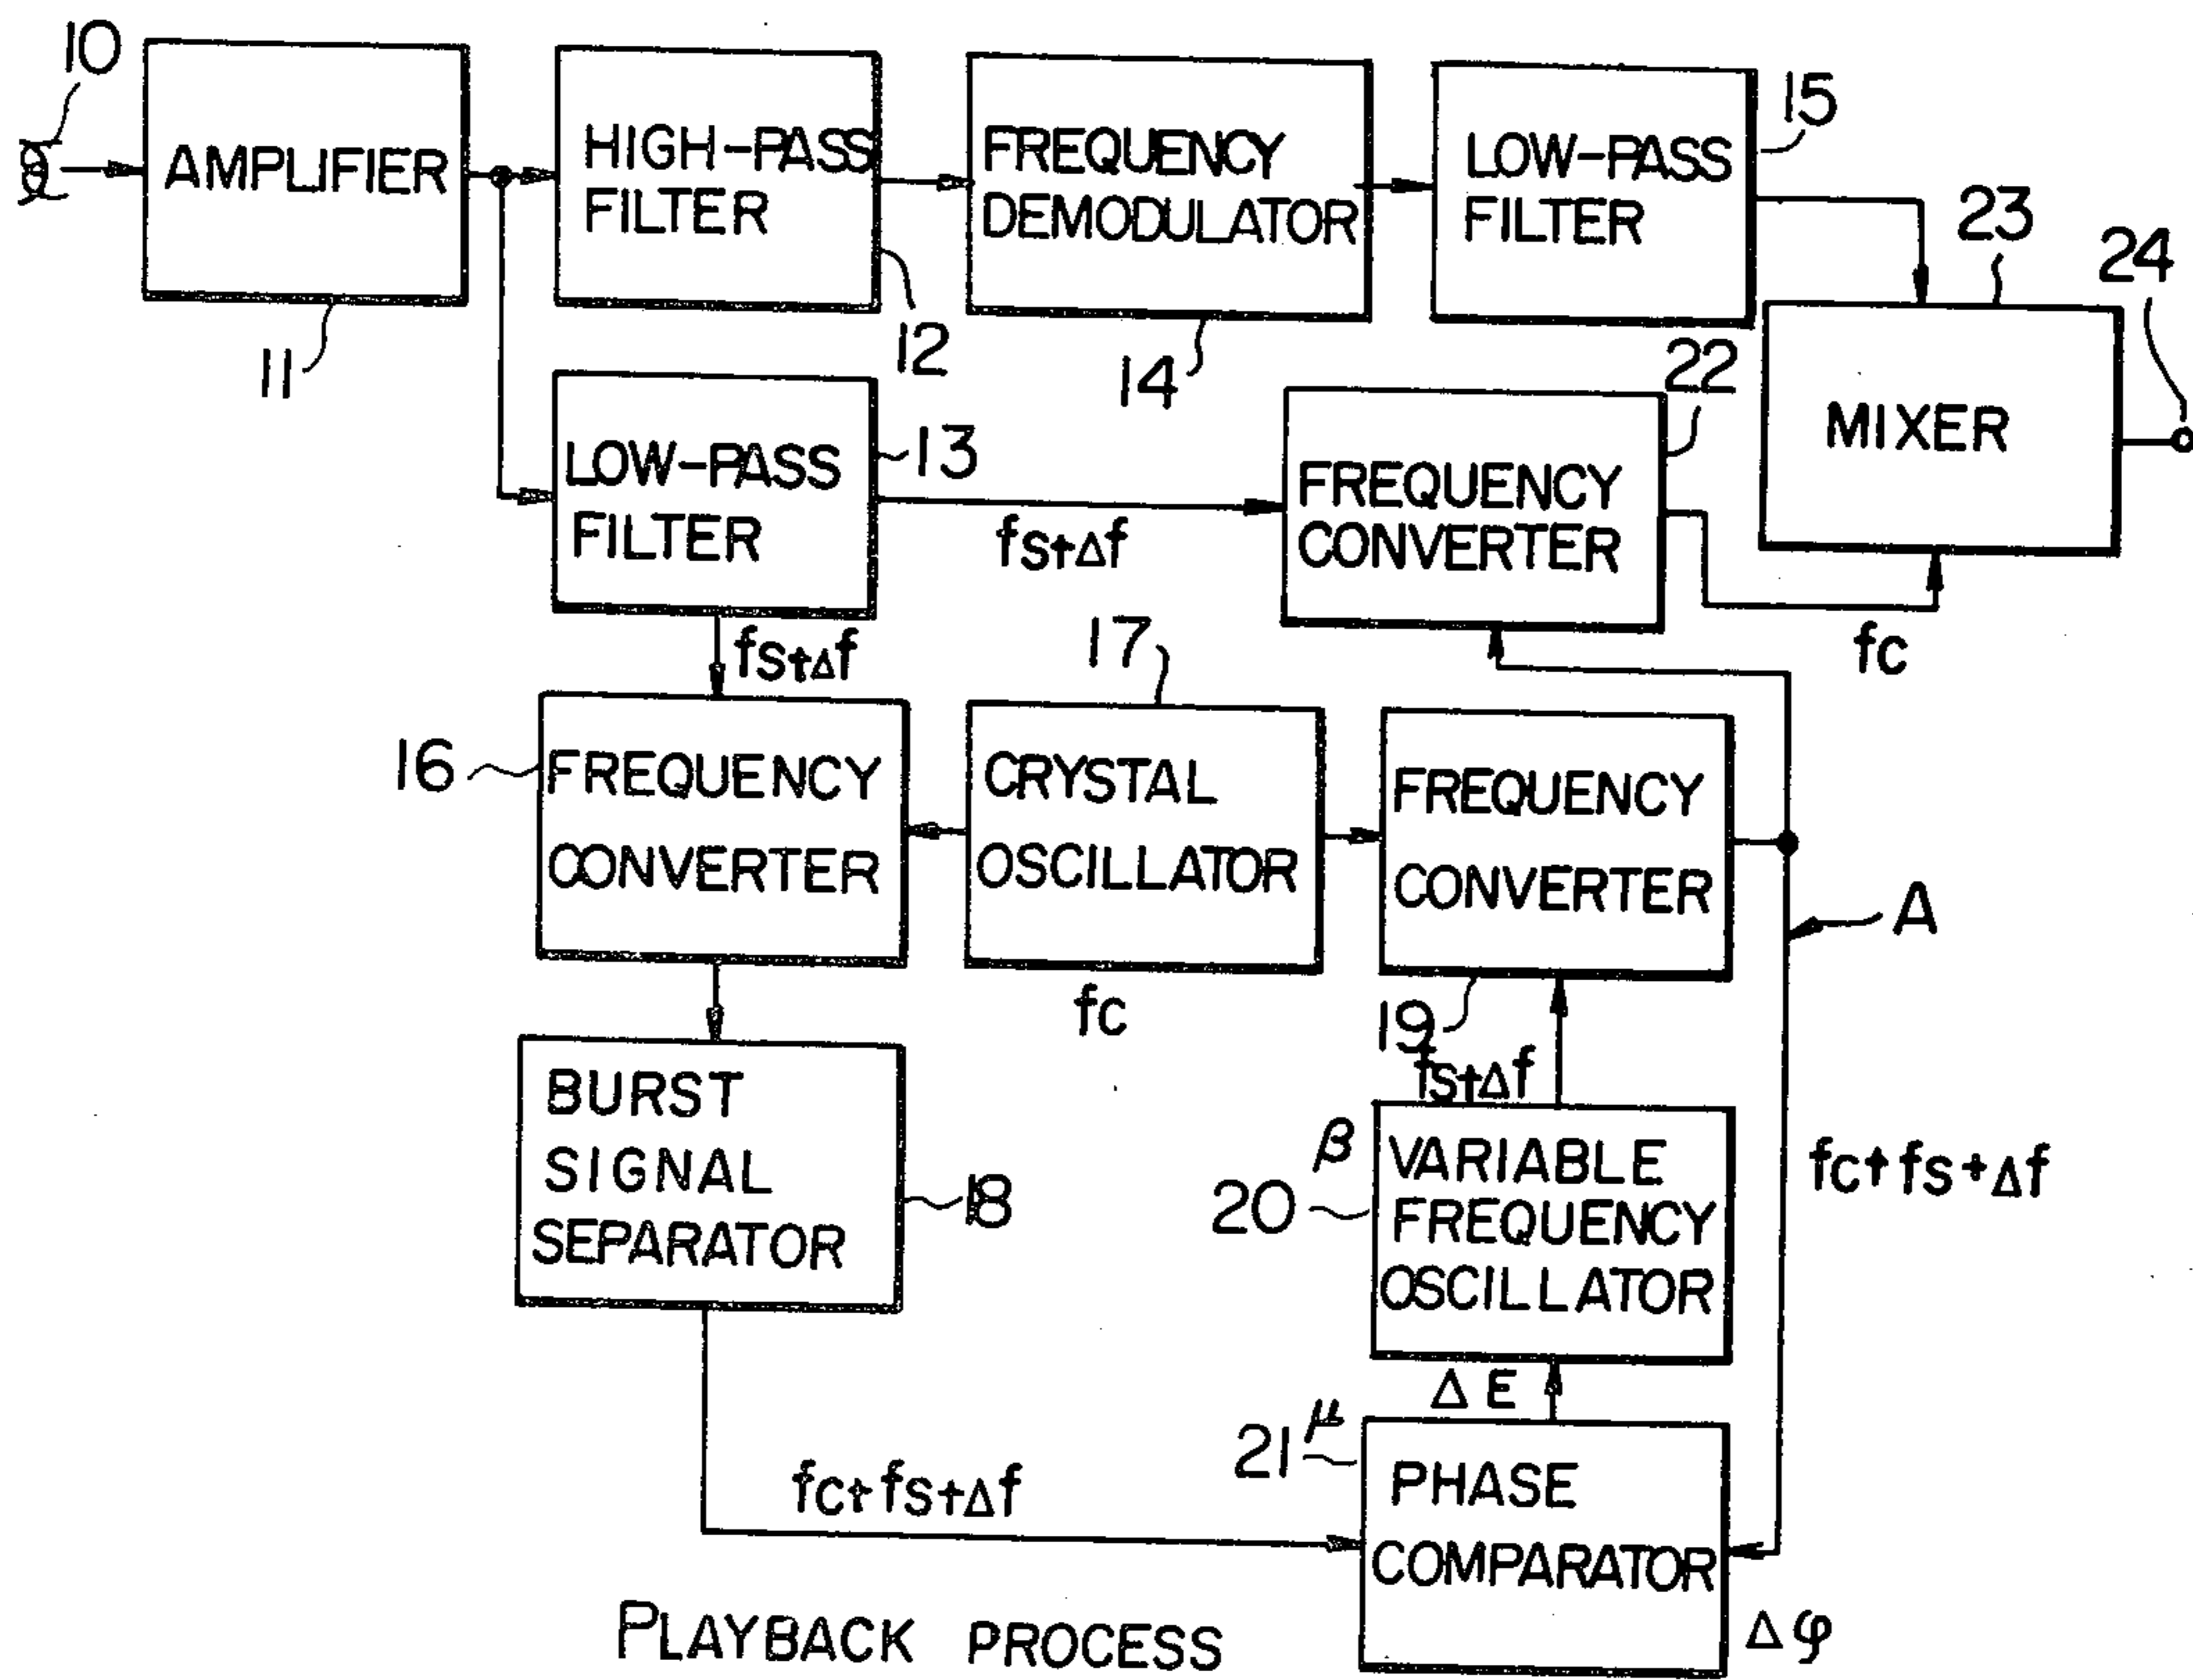 10
AMPLIFIER
11
HIGH-PASS
FILTER
12
FREQUENCY
DEMODULATOR
14
LOW-PASS
FILTER
15
23
24
MIXER
LOW-PASS
FILTER
13
fs+Δf
22
FREQUENCY
CONVERTER
fc
fs+Δf
16
FREQUENCY
CONVERTER
17
CRYSTAL
OSCILLATOR
fc
FREQUENCY
CONVERTER
19
A
fs+Δf
BURST
SIGNAL
SEPARATOR
18
β
20
VARIABLE
FREQUENCY
OSCILLATOR
fc+fs+Δf
ΔE
fc+fs+Δf
μ
21
PHASE
COMPARATOR
Δφ
PLAYBACK PROCESS